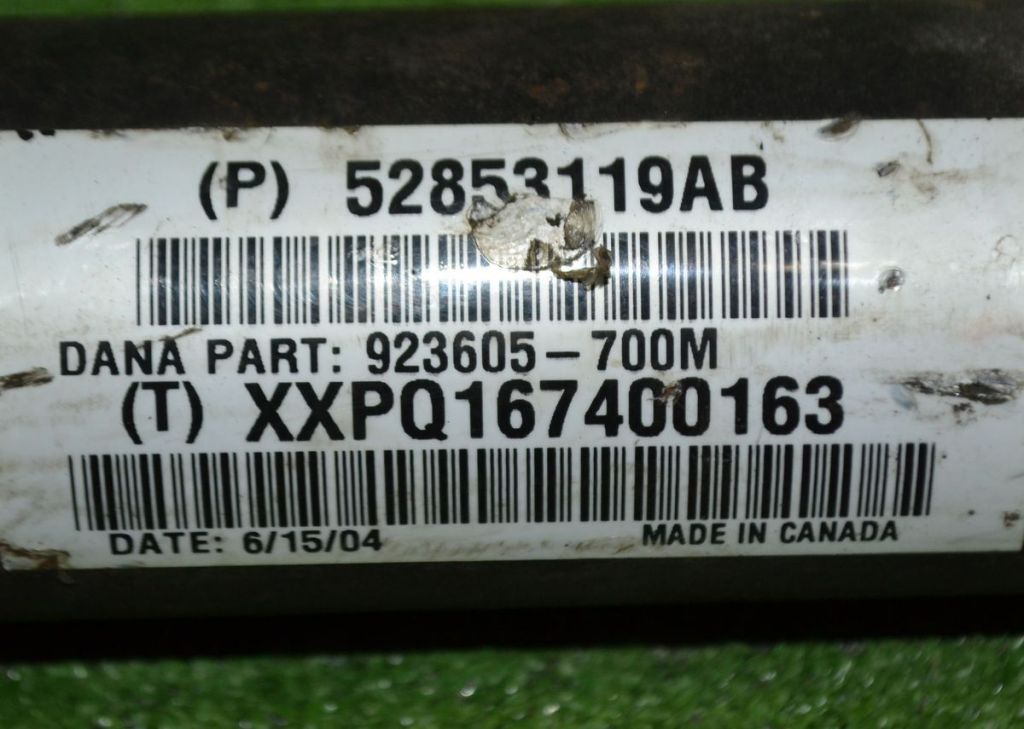 (P) 52853119AB
DANA PART: 923605-700M
(T) XXPQ167400163
DATE: 6/15/04 MADE IN CANADA